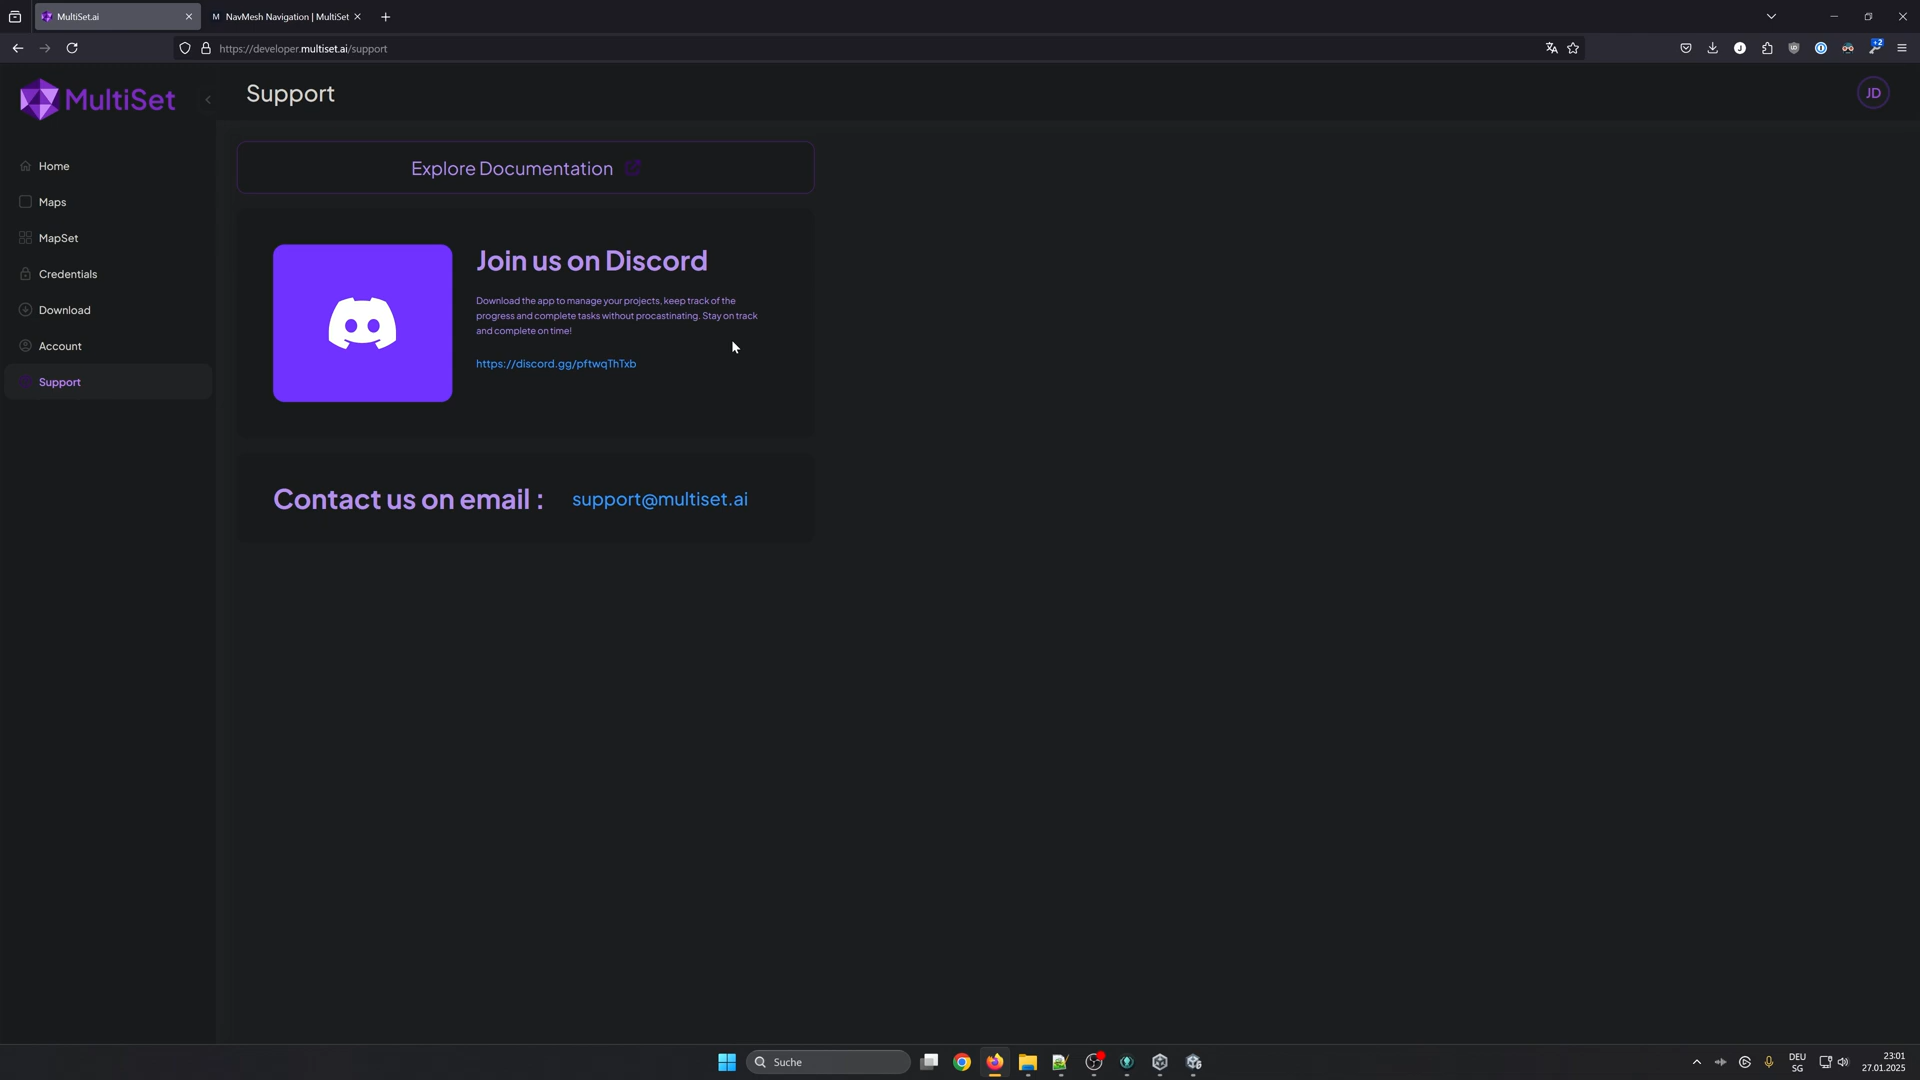 MultiSet.ai
M NavMesh Navigation | MultiSet
https://developer.multiset.ai/support
+2
MultiSet
Support
JD
Home
Maps
MapSet
Credentials
Download
Account
Support
Explore Documentation
Join us on Discord
Download the app to manage your projects, keep track of the
progress and complete tasks without procastinating. Stay on track
and complete on time!
https://discord.gg/pftwqThTxb
Contact us on email :
support@multiset.ai
Suche
DEU
SG
23:01
27.01.2025